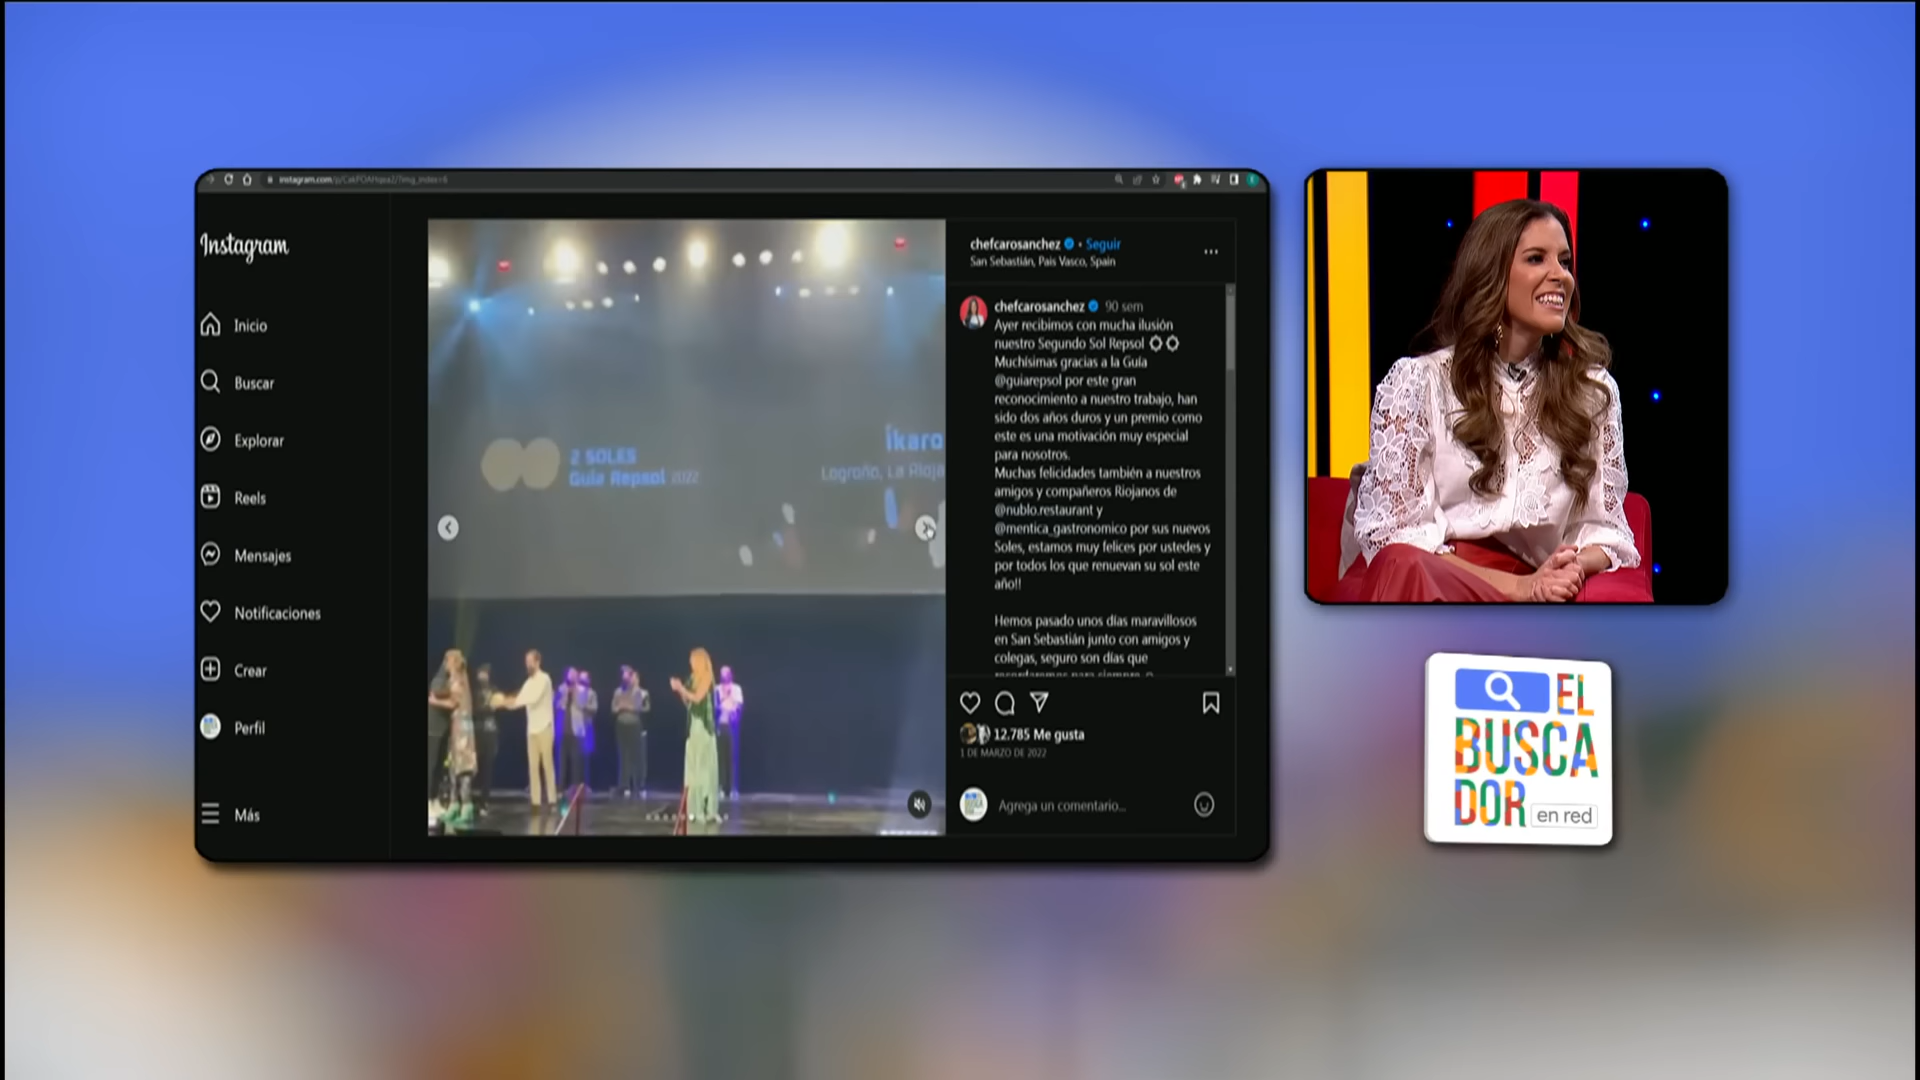 Instagram
Inicio
Buscar
Explorar
Reels
Mensajes
Notificaciones
Crear
Perfil
Más
2 SOLES
Guía Repsol 2022
Íkaro
Logroño, La Rioja
chefcarosanchez • Seguir
San Sebastián, País Vasco, Spain
chefcarosanchez 90 sem
Ayer recibimos con mucha ilusión
nuestro Segundo Sol Repsol
Muchísimas gracias a la Guía
@guiarepsol por este gran
reconocimiento a nuestro trabajo, han
sido dos años duros y un premio como
este es una motivación muy especial
para nosotros.
Muchas felicidades también a nuestros
amigos y compañeros Riojanos de
@nublo.restaurant y
@mentica_gastronomico por sus nuevos
Soles, estamos muy felices por ustedes y
por todos los que renuevan su sol este
año!!
Hemos pasado unos días maravillosos
en San Sebastián junto con amigos y
colegas, seguro son días que
12.785 Me gusta
1 DE MARZO DE 2022
Agrega un comentario...
EL
BUSCA
DOR
en red